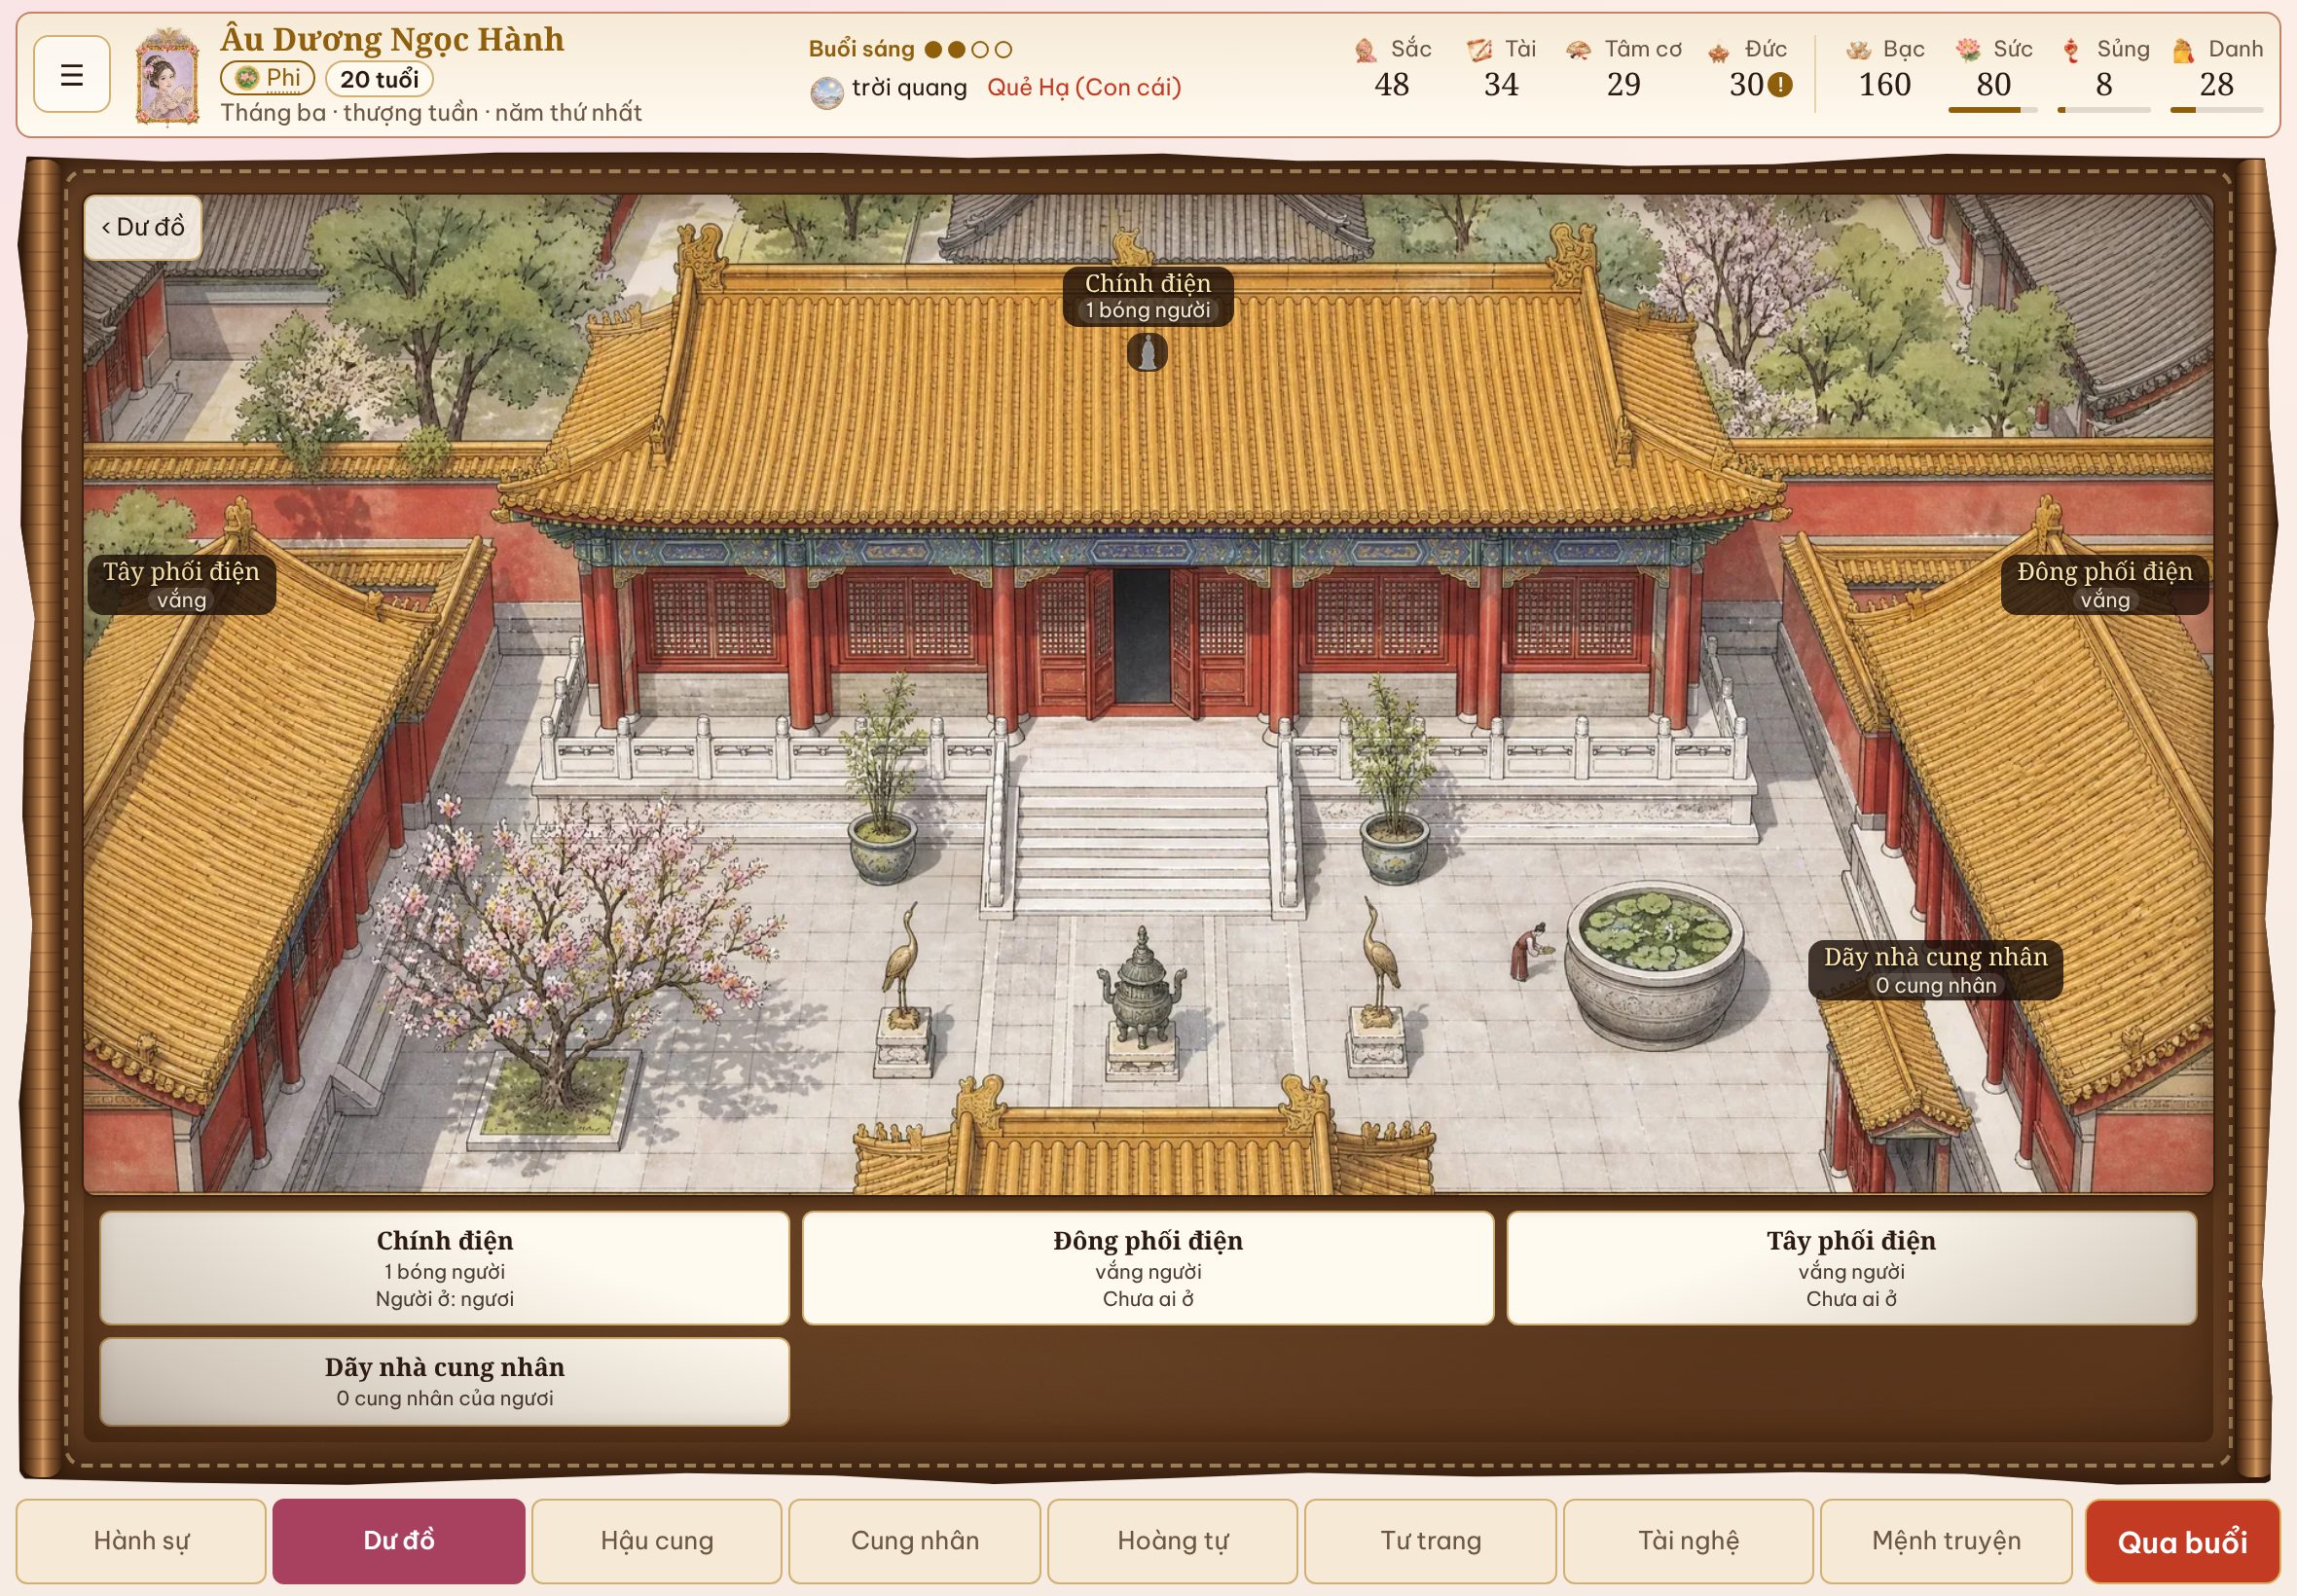 Âu Dương Ngọc Hành
Phi
20 tuổi
Tháng ba · thượng tuần · năm thứ nhất
Buổi sáng
trời quang
Quẻ Hạ (Con cái)
Sắc
48
Tài
34
Tâm cơ
29
Đức
30 !
Bạc
160
Sức
80
Sủng
8
Danh
28
‹ Dư đồ
Chính điện
1 bóng người
Tây phối điện
vắng
Đông phối điện
vắng
Dãy nhà cung nhân
0 cung nhân
Chính điện
1 bóng người
Người ở: ngươi
Đông phối điện
vắng người
Chưa ai ở
Tây phối điện
vắng người
Chưa ai ở
Dãy nhà cung nhân
0 cung nhân của ngươi
Hành sự
Dư đồ
Hậu cung
Cung nhân
Hoàng tự
Tư trang
Tài nghệ
Mệnh truyện
Qua buổi